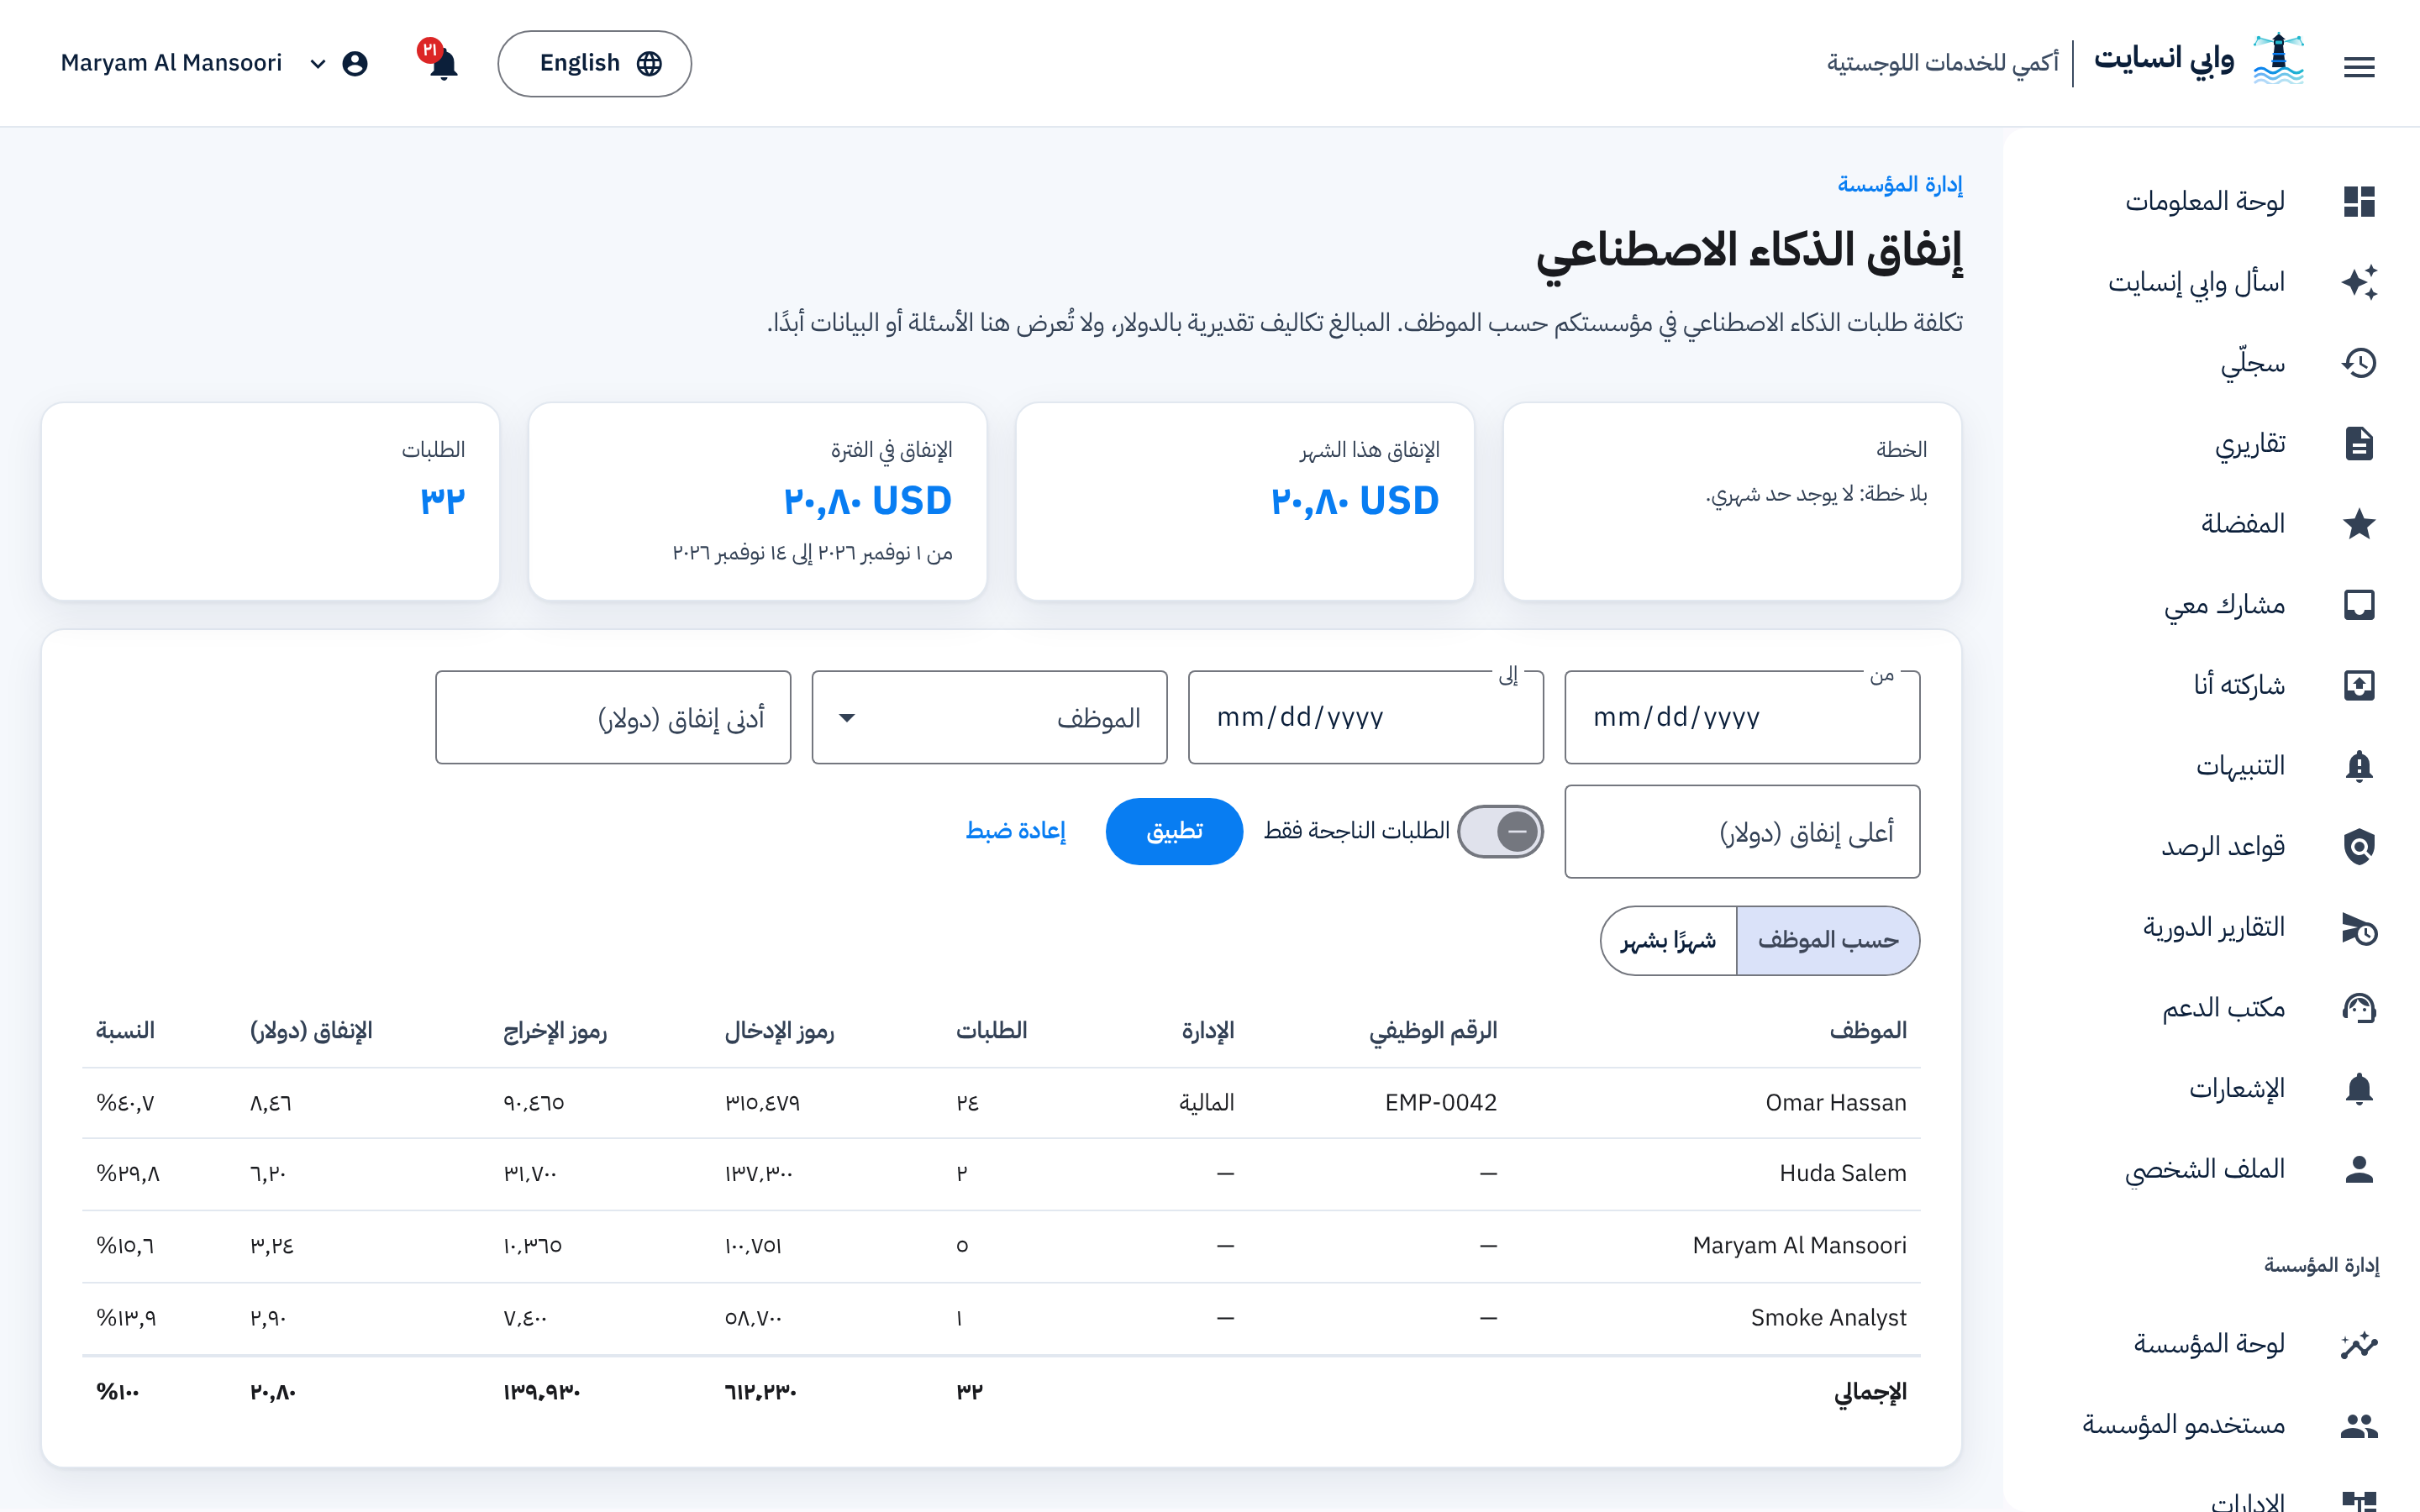 وابي انسايت | أكمي للخدمات اللوجستية
English
٢١
Maryam Al Mansoori
لوحة المعلومات
اسأل وابي إنسايت
سجلّي
تقاريري
المفضلة
مشارك معي
شاركته أنا
التنبيهات
قواعد الرصد
التقارير الدورية
مكتب الدعم
الإشعارات
الملف الشخصي
إدارة المؤسسة
لوحة المؤسسة
مستخدمو المؤسسة
الإدارات
إدارة المؤسسة
إنفاق الذكاء الاصطناعي
تكلفة طلبات الذكاء الاصطناعي في مؤسستكم حسب الموظف. المبالغ تكاليف تقديرية بالدولار، ولا تُعرض هنا الأسئلة أو البيانات أبدًا.
الخطة
بلا خطة: لا يوجد حد شهري.
الإنفاق هذا الشهر
٢٠,٨٠ USD
الإنفاق في الفترة
٢٠,٨٠ USD
من ١ نوفمبر ٢٠٢٦ إلى ١٤ نوفمبر ٢٠٢٦
الطلبات
٣٢
من
mm/dd/yyyy
إلى
mm/dd/yyyy
الموظف
أدنى إنفاق (دولار)
أعلى إنفاق (دولار)
الطلبات الناجحة فقط
تطبيق
إعادة ضبط
حسب الموظف
شهرًا بشهر
الموظف الرقم الوظيفي الإدارة الطلبات رموز الإدخال رموز الإخراج الإنفاق (دولار) النسبة
Omar Hassan EMP-0042 المالية ٢٤ ٣١٥,٤٧٩ ٩٠,٤٦٥ ٨,٤٦ %٤٠,٧
Huda Salem — — ٢ ١٣٧,٣٠٠ ٣١,٧٠٠ ٦,٢٠ %٢٩,٨
Maryam Al Mansoori — — ٥ ١٠٠,٧٥١ ١٠,٣٦٥ ٣,٢٤ %١٥,٦
Smoke Analyst — — ١ ٥٨,٧٠٠ ٧,٤٠٠ ٢,٩٠ %١٣,٩
الإجمالي ٣٢ ٦١٢,٢٣٠ ١٣٩,٩٣٠ ٢٠,٨٠ %١٠٠